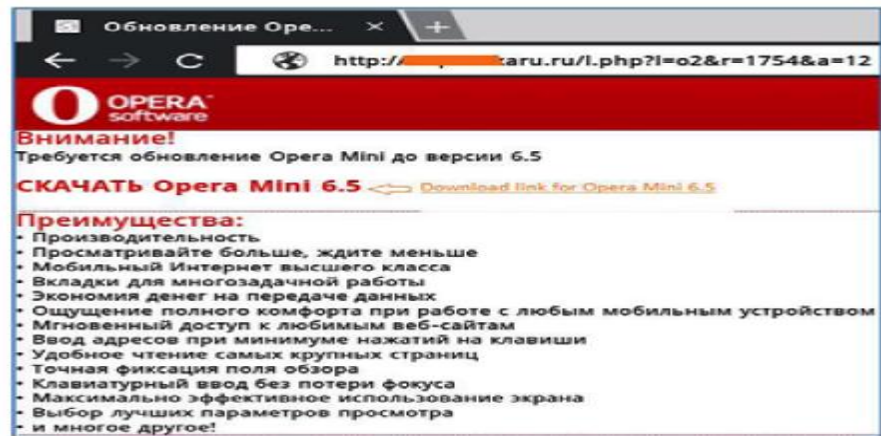 Обновление Ope...
http:// karu.ru/l.php?l=o2&r=1754&a=12
OPERA
software
Внимание!
Требуется обновление Opera Mini до версии 6.5
СКАЧАТЬ Opera Mini 6.5 Download link for Opera Mini 6.5
Преимущества:
• Производительность
• Просматривайте больше, ждите меньше
• Мобильный Интернет высшего класса
• Вкладки для многозадачной работы
• Экономия денег на передаче данных
• Ощущение полного комфорта при работе с любым мобильным устройством
• Мгновенный доступ к любимым веб-сайтам
• Ввод адресов при минимуме нажатий на клавиши
• Удобное чтение самых крупных страниц
• Точная фиксация поля обзора
• Клавиатурный ввод без потери фокуса
• Максимально эффективное использование экрана
• Выбор лучших параметров просмотра
• и многое другое!